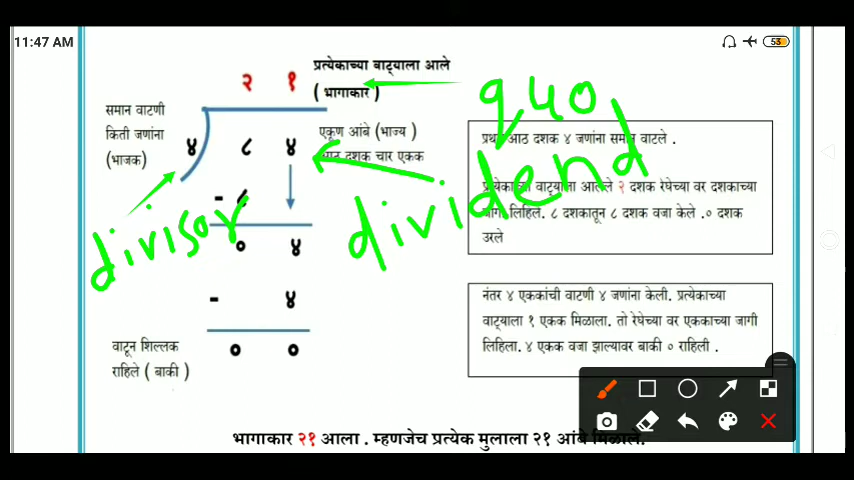 11:47 AM
53
२ १
प्रत्येकाच्या वाट्याला आले
( भागाकार )
quo
समान वाटणी
किती जणांना
(भाजक)
४ ८ ४
एकूण आंबे (भाज्य )
आठ दशक चार एकक
divisor
dividend
- ८
० ४
- ४
० ०
वाटून शिल्लक
राहिले ( बाकी )
प्रथम आठ दशक ४ जणांना समान वाटले .
प्रत्येकाच्या वाट्याला आलेले २ दशक रेघेच्या वर दशकाच्या
जागी लिहिल. ८ दशकातून ८ दशक वजा केले .० दशक
उरले
नंतर ४ एककांची वाटणी ४ जणांना केली. प्रत्येकाच्या
वाट्याला १ एकक मिळाला. तो रेघेच्या वर एककाच्या जागी
लिहिला. ४ एकक वजा झाल्यावर बाकी ० राहिली .
भागाकार २१ आला . म्हणजेच प्रत्येक मुलाला २१ आंबे मिळाले.